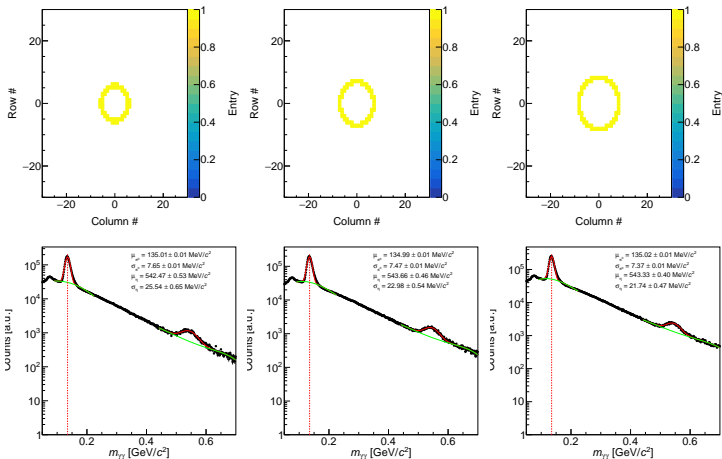 20
0
−20
Row #
−20 0 20
Column #
1
0.8
0.6
0.4
0.2
0
Entry
20
0
−20
Row #
−20 0 20
Column #
1
0.8
0.6
0.4
0.2
0
Entry
20
0
−20
Row #
−20 0 20
Column #
1
0.8
0.6
0.4
0.2
0
Entry
μπ⁰ = 135.01 ± 0.01 MeV/c²
σπ⁰ = 7.65 ± 0.01 MeV/c²
μη = 542.47 ± 0.53 MeV/c²
ση = 25.54 ± 0.65 MeV/c²
10⁵
10⁴
10³
10²
10
1
Counts [a.u.]
0.2 0.4 0.6
mγγ [GeV/c²]
μπ⁰ = 134.99 ± 0.01 MeV/c²
σπ⁰ = 7.47 ± 0.01 MeV/c²
μη = 543.66 ± 0.46 MeV/c²
ση = 22.98 ± 0.54 MeV/c²
10⁵
10⁴
10³
10²
10
1
Counts [a.u.]
0.2 0.4 0.6
mγγ [GeV/c²]
μπ⁰ = 135.02 ± 0.01 MeV/c²
σπ⁰ = 7.37 ± 0.01 MeV/c²
μη = 543.33 ± 0.40 MeV/c²
ση = 21.74 ± 0.47 MeV/c²
10⁵
10⁴
10³
10²
10
1
Counts [a.u.]
0.2 0.4 0.6
mγγ [GeV/c²]